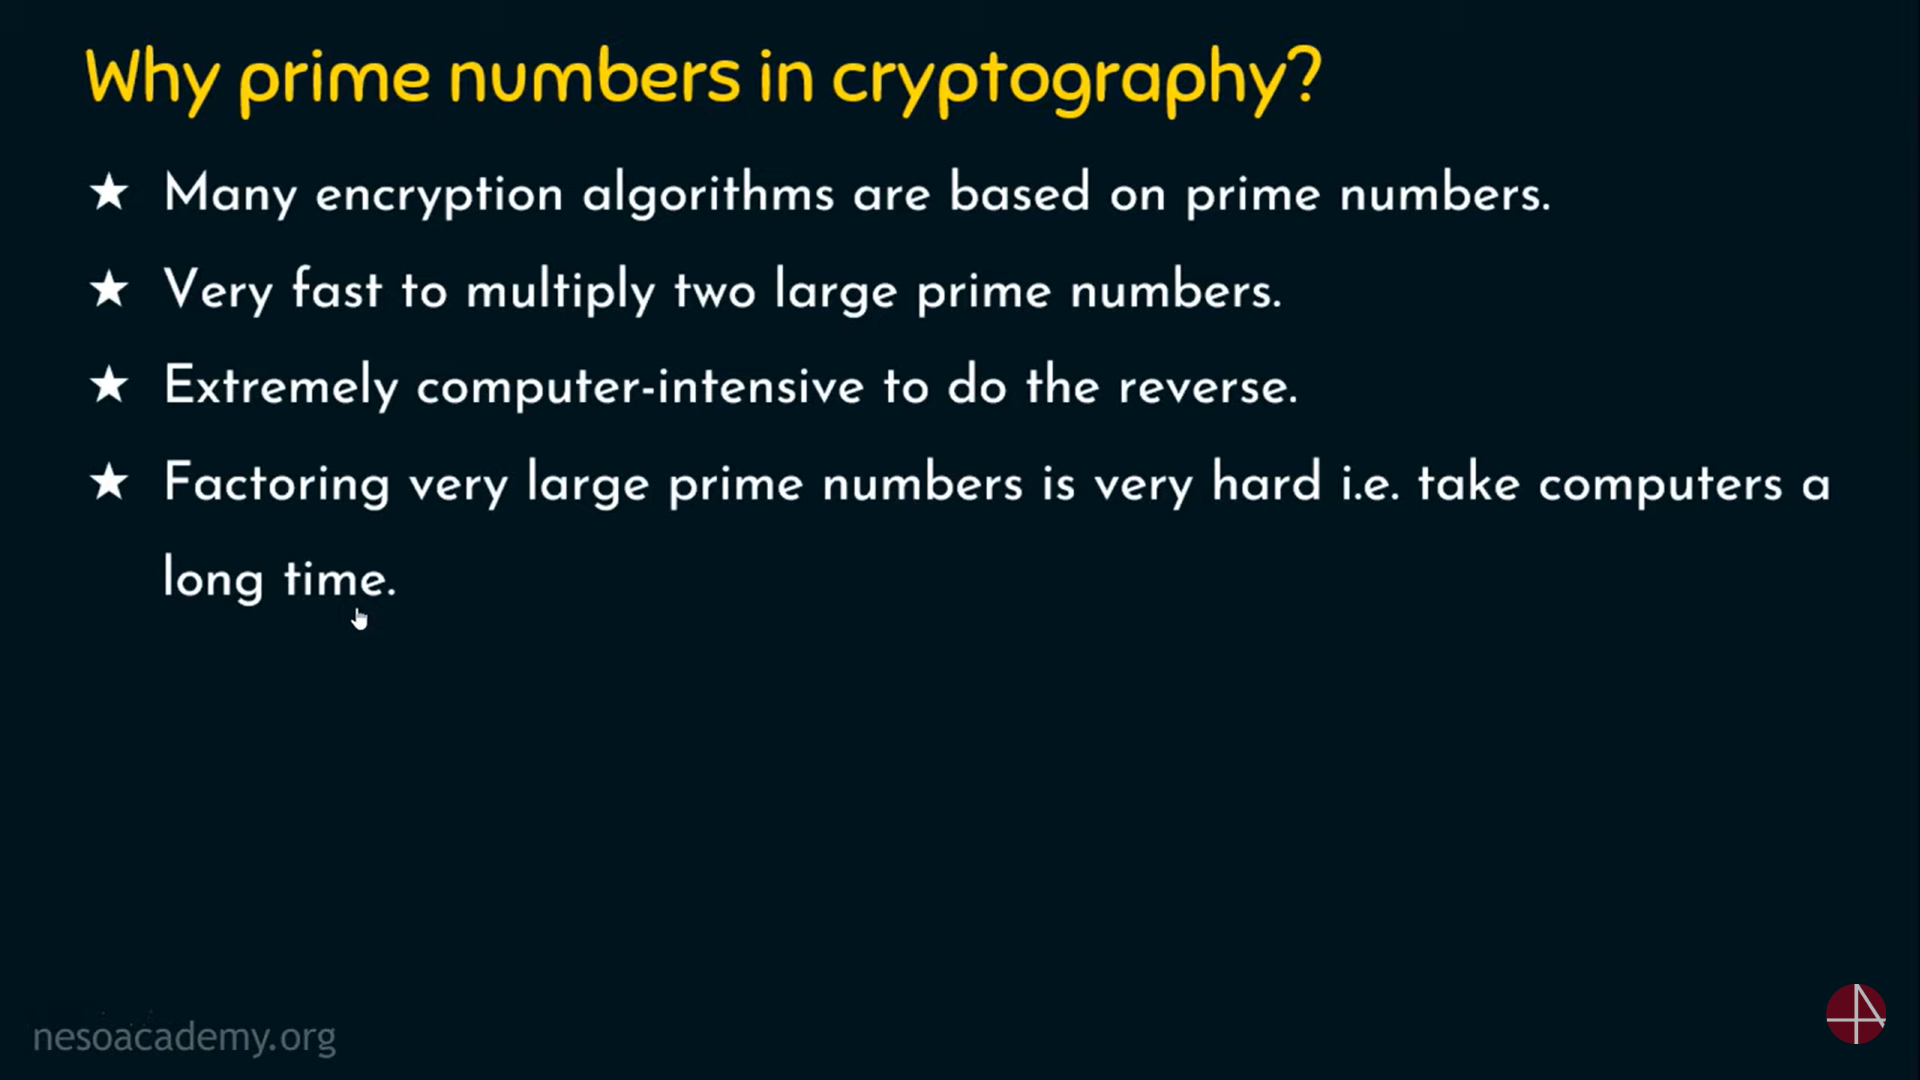 Why prime numbers in cryptography?
★ Many encryption algorithms are based on prime numbers.
★ Very fast to multiply two large prime numbers.
★ Extremely computer-intensive to do the reverse.
★ Factoring very large prime numbers is very hard i.e. take computers a
long time.
nesoacademy.org